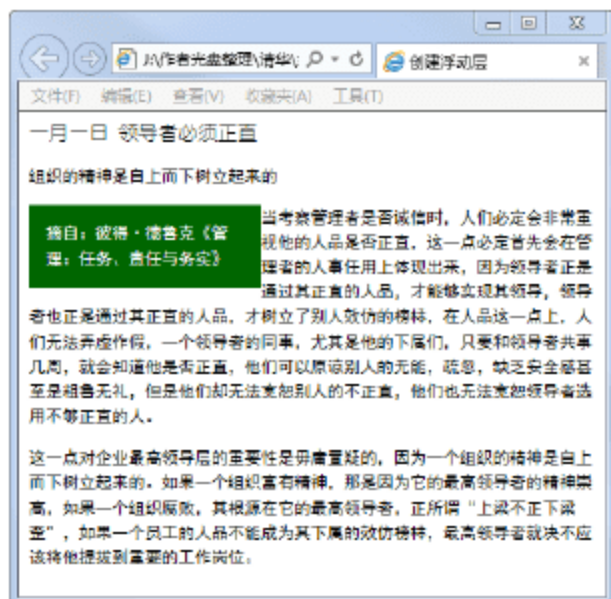 J:\作者光盘整理\清华\
创建浮动层
文件(F) 编辑(E) 查看(V) 收藏夹(A) 工具(T)
一月一日 领导者必须正直
组织的精神是自上而下树立起来的
摘自:彼得·德鲁克《管
理:任务、责任与务实》
当考察管理者是否诚信时,人们必定会非常重
视他的人品是否正直,这一点必定首先会在管
理者的人事任用上体现出来,因为领导者正是
通过其正直的人品,才能够实现其领导,领导
者也正是通过其正直的人品,才树立了别人效仿的榜样,在人品这一点上,人
们无法弄虚作假,一个领导者的同事,尤其是他的下属们,只要和领导者共事
几周,就会知道他是否正直,他们可以原谅别人的无能,疏忽,缺乏安全感甚
至是粗鲁无礼,但是他们却无法宽恕别人的不正直,他们也无法宽恕领导者选
用不够正直的人。
这一点对企业最高领导层的重要性是毋庸置疑的,因为一个组织的精神是自上
而下树立起来的。如果一个组织富有精神,那是因为它的最高领导者的精神崇
高,如果一个组织腐败,其根源在它的最高领导者,正所谓“上梁不正下梁
歪”,如果一个员工的人品不能成为其下属的效仿榜样,最高领导者就决不应
该将他提拔到重要的工作岗位。